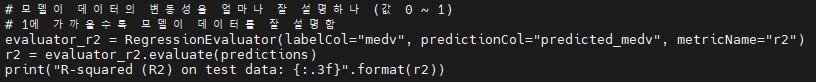 # 모델이 데이터의 변동성을 얼마나 잘 설명하나 (값 0 ~ 1)
# 1에 가까울수록 모델이 데이터를 잘 설명함
evaluator_r2 = RegressionEvaluator(labelCol="medv", predictionCol="predicted_medv", metricName="r2")
r2 = evaluator_r2.evaluate(predictions)
print("R-squared (R2) on test data: {:.3f}".format(r2))